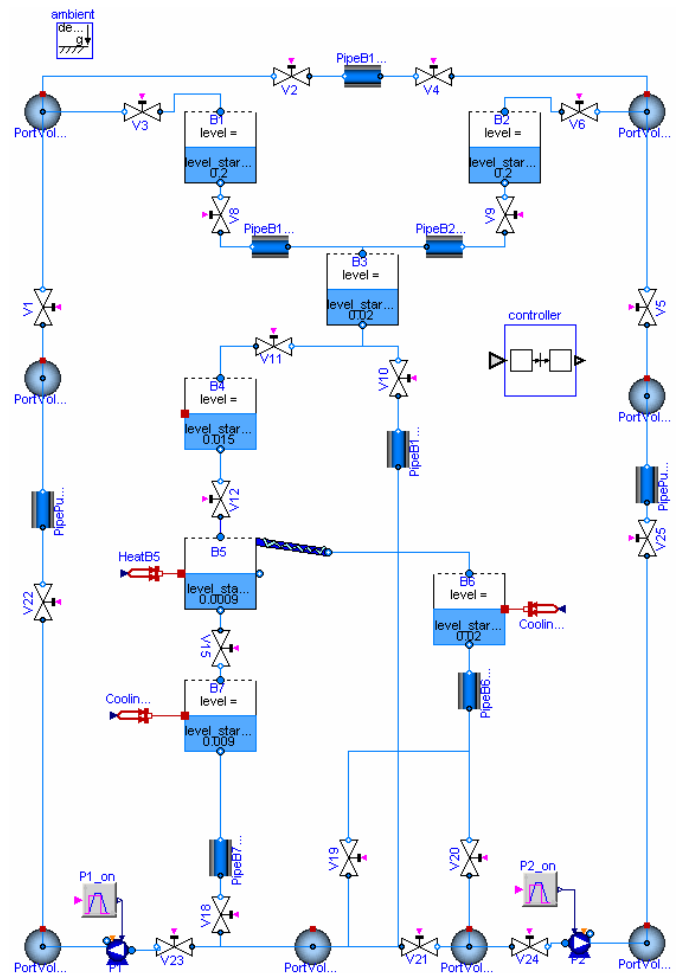 ambient
de...
g
PipeB1...
V2
V4
PortVol...
V3
B1
level =
level_star...
0.2
B2
level =
level_star...
0.2
V6
PortVol...
V8
V9
PipeB1...
PipeB2...
B3
level =
level_star...
0.02
V1
V5
controller
V11
V10
PortVol...
B4
level =
level_star...
0.015
PortVol...
PipeB1...
PipePu...
PipePu...
V12
V25
HeatB5
B5
level_sta...
0.0009
V22
B6
level =
level_star...
0.02
Coolin...
V15
Coolin...
B7
level =
level_star...
0.009
PipeB6...
PipeB7...
V19
V20
P1_on
P2_on
V18
PortVol...
P1
V23
PortVol...
V21
PortVol...
V24
P2
PortVol...